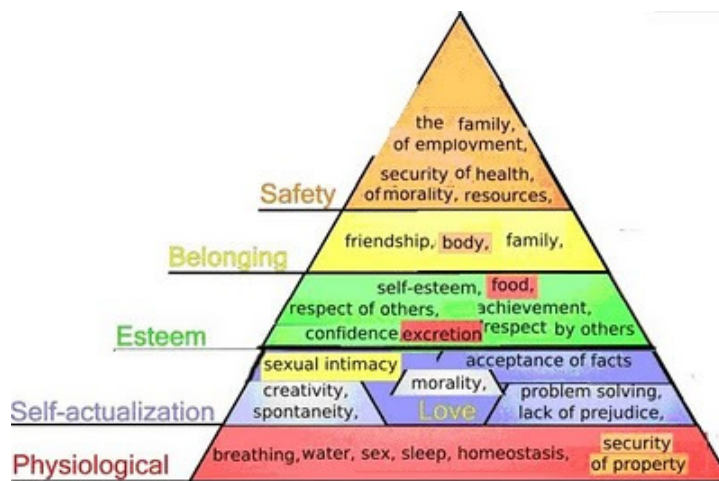 the family,
of employment,
security of health,
of morality, resources,
Safety
friendship, body, family,
Belonging
self-esteem, food,
respect of others, achievement,
confidence excretion respect by others
Esteem
sexual intimacy acceptance of facts
morality,
creativity, problem solving,
spontaneity, Love lack of prejudice,
Self-actualization
breathing, water, sex, sleep, homeostasis, security
of property
Physiological